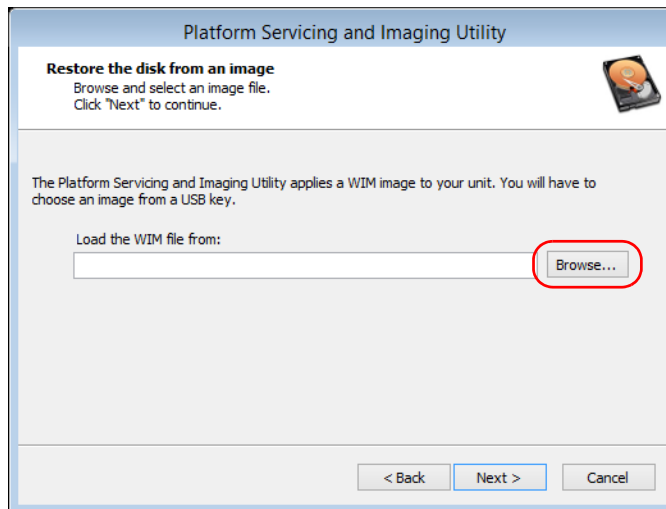 Platform Servicing and Imaging Utility
Restore the disk from an image
Browse and select an image file.
Click "Next" to continue.
The Platform Servicing and Imaging Utility applies a WIM image to your unit. You will have to
choose an image from a USB key.
Load the WIM file from:
Browse...
< Back Next > Cancel